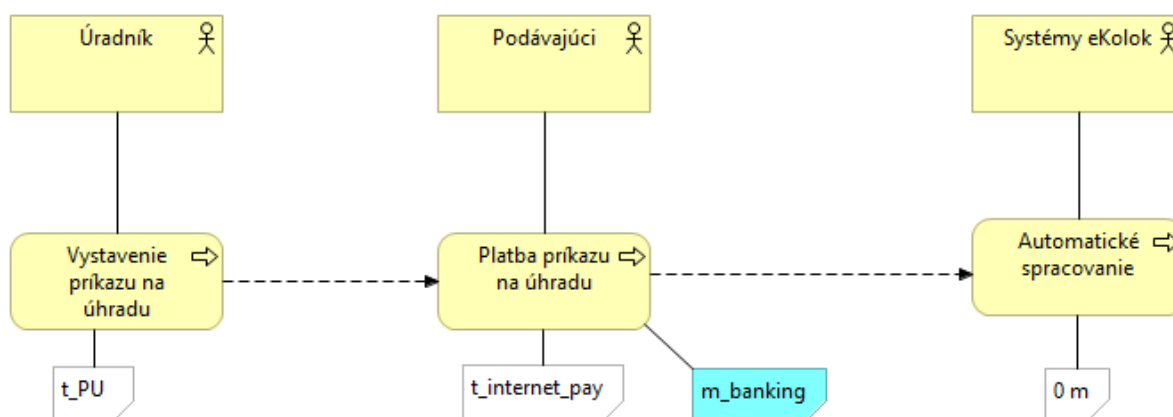 Úradník
Podávajúci
Systémy eKolok
Vystavenie
príkazu na
úhradu
Platba príkazu
na úhradu
Automatické
spracovanie
t_PU
t_internet_pay
m_banking
0 m